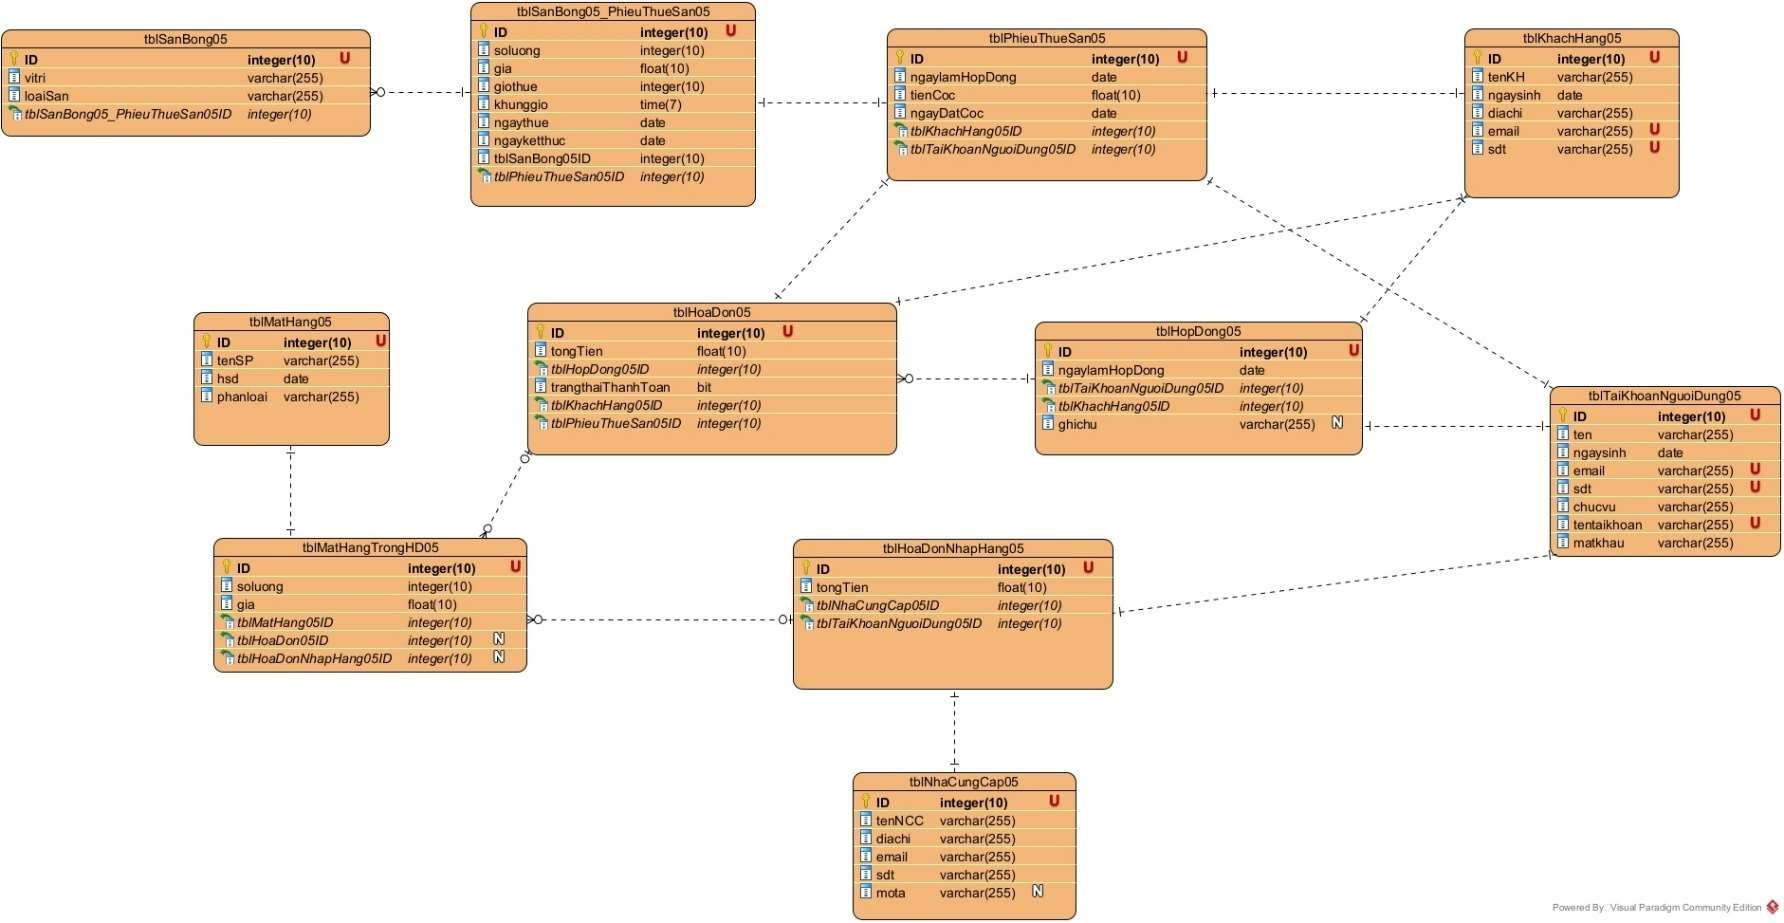 tblSanBong05
ID integer(10) U
vitri varchar(255)
loaiSan varchar(255)
tblSanBong05_PhieuThueSan05ID integer(10)
tblSanBong05_PhieuThueSan05
ID integer(10) U
soluong integer(10)
gia float(10)
giothue integer(10)
khunggio time(7)
ngaythue date
ngayketthuc date
tblSanBong05ID integer(10)
tblPhieuThueSan05ID integer(10)
tblPhieuThueSan05
ID integer(10) U
ngaylamHopDong date
tienCoc float(10)
ngayDatCoc date
tblKhachHang05ID integer(10)
tblTaiKhoanNguoiDung05ID integer(10)
tblKhachHang05
ID integer(10) U
tenKH varchar(255)
ngaysinh date
diachi varchar(255)
email varchar(255) U
sdt varchar(255) U
tblMatHang05
ID integer(10) U
tenSP varchar(255)
hsd date
phanloai varchar(255)
tblHoaDon05
ID integer(10) U
tongTien float(10)
tblHopDong05ID integer(10)
trangthaiThanhToan bit
tblKhachHang05ID integer(10)
tblPhieuThueSan05ID integer(10)
tblHopDong05
ID integer(10) U
ngaylamHopDong date
tblTaiKhoanNguoiDung05ID integer(10)
tblKhachHang05ID integer(10)
ghichu varchar(255) N
tblTaiKhoanNguoiDung05
ID integer(10) U
ten varchar(255)
ngaysinh date
email varchar(255) U
sdt varchar(255) U
chucvu varchar(255)
tentaikhoan varchar(255) U
matkhau varchar(255)
tblMatHangTrongHD05
ID integer(10) U
soluong integer(10)
gia float(10)
tblMatHang05ID integer(10)
tblHoaDon05ID integer(10) N
tblHoaDonNhapHang05ID integer(10) N
tblHoaDonNhapHang05
ID integer(10) U
tongTien float(10)
tblNhaCungCap05ID integer(10)
tblTaiKhoanNguoiDung05ID integer(10)
tblNhaCungCap05
ID integer(10) U
tenNCC varchar(255)
diachi varchar(255)
email varchar(255)
sdt varchar(255)
mota varchar(255) N
Powered By: Visual Paradigm Community Edition